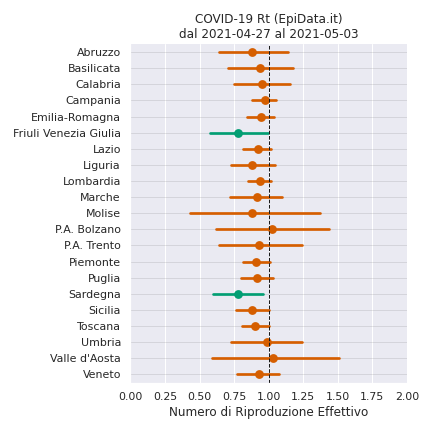 COVID-19 Rt (EpiData.it)
dal 2021-04-27 al 2021-05-03
Abruzzo
Basilicata
Calabria
Campania
Emilia-Romagna
Friuli Venezia Giulia
Lazio
Liguria
Lombardia
Marche
Molise
P.A. Bolzano
P.A. Trento
Piemonte
Puglia
Sardegna
Sicilia
Toscana
Umbria
Valle d'Aosta
Veneto
0.00 0.25 0.50 0.75 1.00 1.25 1.50 1.75 2.00
Numero di Riproduzione Effettivo